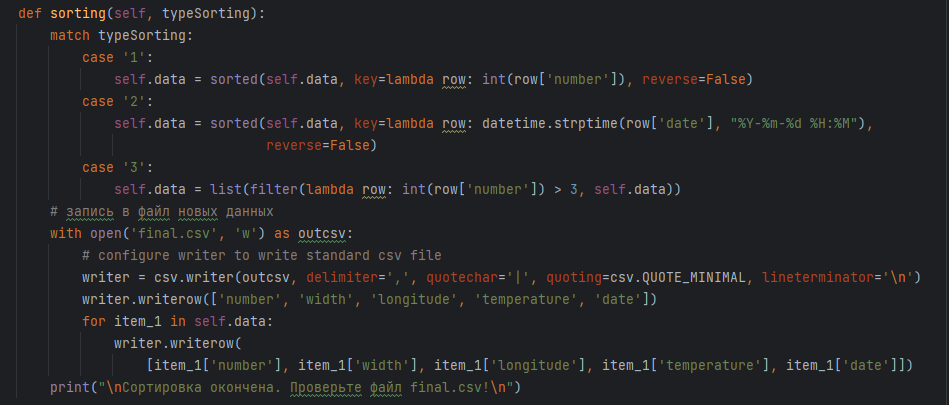 def sorting(self, typeSorting):
    match typeSorting:
        case '1':
            self.data = sorted(self.data, key=lambda row: int(row['number']), reverse=False)
        case '2':
            self.data = sorted(self.data, key=lambda row: datetime.strptime(row['date'], "%Y-%m-%d %H:%M"),
                               reverse=False)
        case '3':
            self.data = list(filter(lambda row: int(row['number']) > 3, self.data))
    # запись в файл новых данных
    with open('final.csv', 'w') as outcsv:
        # configure writer to write standard csv file
        writer = csv.writer(outcsv, delimiter=',', quotechar='|', quoting=csv.QUOTE_MINIMAL, lineterminator='\n')
        writer.writerow(['number', 'width', 'longitude', 'temperature', 'date'])
        for item_1 in self.data:
            writer.writerow(
                [item_1['number'], item_1['width'], item_1['longitude'], item_1['temperature'], item_1['date']])
    print("\nСортировка окончена. Проверьте файл final.csv!\n")